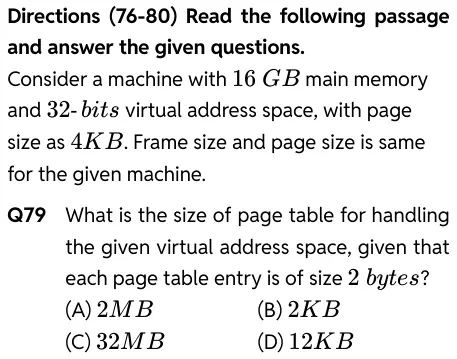 Directions (76-80) Read the following passage
and answer the given questions.
Consider a machine with 16 GB main memory
and 32-bits virtual address space, with page
size as 4KB. Frame size and page size is same
for the given machine.
Q79 What is the size of page table for handling
the given virtual address space, given that
each page table entry is of size 2 bytes?
(A) 2MB (B) 2KB
(C) 32MB (D) 12KB